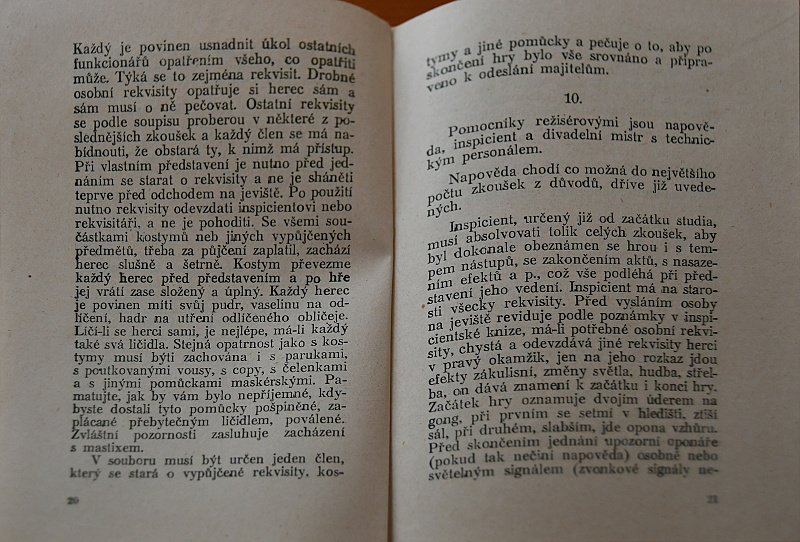 Každý je povinen usnadnit úkol ostatních
funkcionářů opatřením všeho, co opatřiti
může. Týká se to zejména rekvisit. Drobné
osobní rekvisity opatřuje si herec sám a
sám musí o ně pečovat. Ostatní rekvisity
se podle soupisu proberou v některé z po-
slednějších zkoušek a každý člen se má na-
bídnouti, že obstará ty, k nimž má přístup.
Při vlastním představení je nutno před jed-
náním se starat o rekvisity a ne je sháněti
teprve před odchodem na jeviště. Po použití
nutno rekvisity odevzdati inspicientovi nebo
rekvisitáři, a ne je pohoditi. Se všemi sou-
částkami kostymů neb jiných vypůjčených
předmětů, třeba za půjčení zaplatil, zachází
herec slušně a šetrně. Kostym převezme
každý herec před představením a po hře
jej vrátí zase složený a úplný. Každý herec
je povinen míti svůj pudr, vaselinu na od-
líčení, hadr na utření odlíčeného obličeje.
Líčí-li se herci sami, je nejlépe, má-li každý
také svá líčidla. Stejná opatrnost jako s kos-
tymy musí býti zachována i s parukami,
s poutkovanými vousy, s copy, s čelenkami
a s jinými pomůckami maskérskými. Pa-
matujte, jak by vám bylo nepříjemné, kdy-
byste dostali tyto pomůcky pošpiněné, za-
plácané přebytečným líčidlem, poválené.
Zvláštní pozornosti zasluhuje zacházení
s mastixem.
V souboru musí být určen jeden člen,
který se stará o vypůjčené rekvisity, kos-
20
tymy a jiné pomůcky a pečuje o to, aby po
skončení hry bylo vše srovnáno a připra-
veno k odeslání majitelům.
10.
Pomocníky režisérovými jsou napově-
da, inspicient a divadelní mistr s technic-
kým personálem.
Napověda chodí co možná do největšího
počtu zkoušek z důvodů, dříve již uvede-
ných.
Inspicient, určený již od začátku studia,
musí absolvovati tolik celých zkoušek, aby
byl dokonale obeznámen se hrou i s tem-
pem nástupů, se zakončením aktů, s nasaze-
ním efektů a p., což vše podléhá při před-
stavení jeho vedení. Inspicient má na staro-
sti všecky rekvisity. Před vysláním osoby
na jeviště reviduje podle poznámky v inspi-
cientské knize, má-li potřebné osobní rekvi-
sity, chystá a odevzdává jiné rekvisity herci
v pravý okamžik, jen na jeho rozkaz jdou
efekty zákulisní, změny světla, hudba, střel-
ba, on dává znamení k začátku i konci hry.
Začátek hry oznamuje dvojím úderem na
gong, při prvním se setmí v hledišti, ztiší
sál, při druhém, slabším, jde opona vzhůru.
Před skončením jednání upozorní oponáře
(pokud tak nečiní napověda) osobně nebo
světelným signálem (zvonkové signály ne-
21